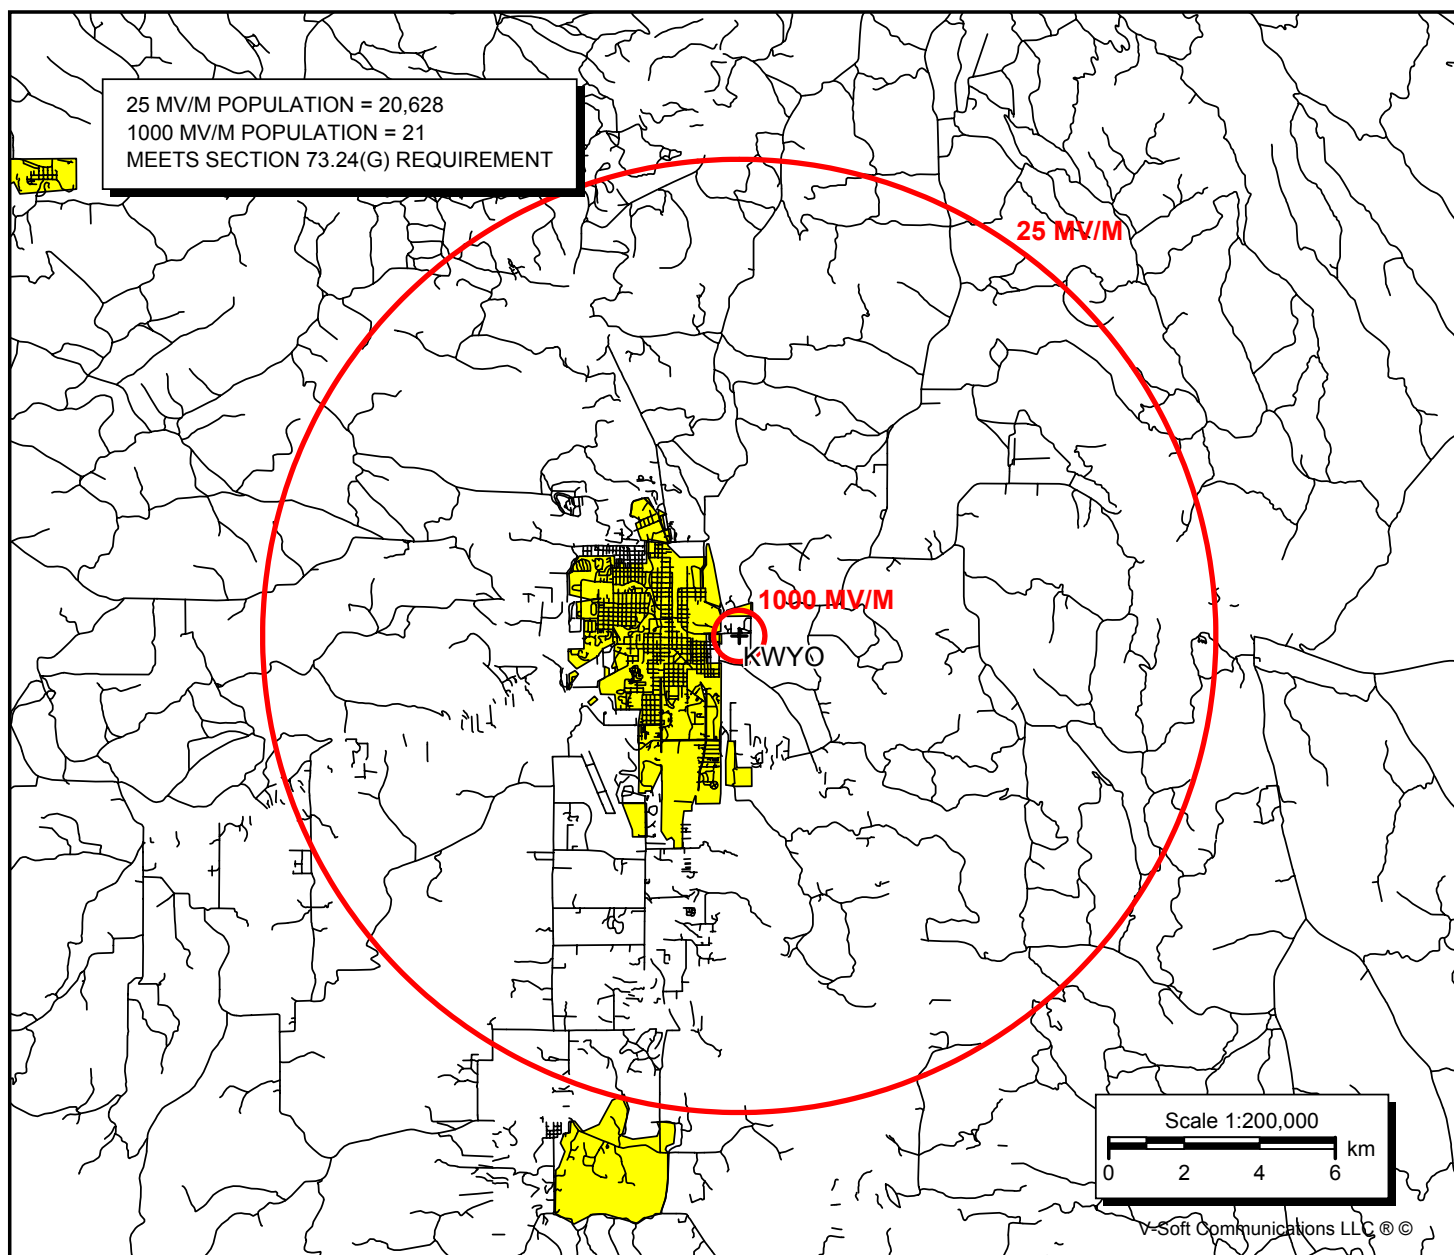 25 MV/M POPULATION = 20,628
1000 MV/M POPULATION = 21
MEETS SECTION 73.24(G) REQUIREMENT
25 MV/M
1000 MV/M
KWYO
Scale 1:200,000
km
0 2 4 6
V-Soft Communications LLC ® ©